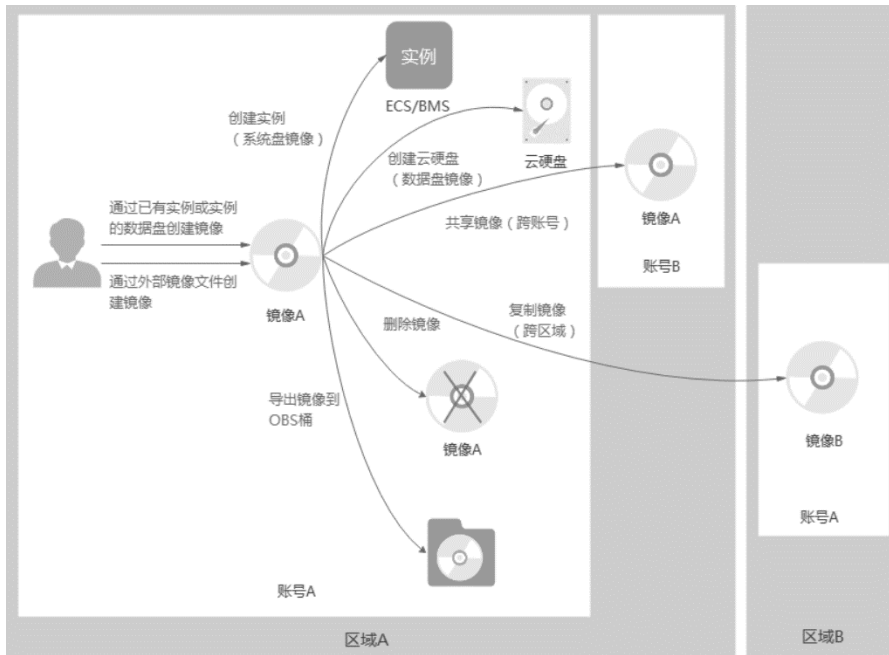 实例
ECS/BMS
创建实例
（系统盘镜像）
云硬盘
创建云硬盘
（数据盘镜像）
通过已有实例或实例
的数据盘创建镜像
共享镜像（跨账号）
镜像A
账号B
通过外部镜像文件创
建镜像
镜像A
删除镜像
复制镜像
（跨区域）
导出镜像到
OBS桶
镜像A
镜像B
账号A
账号A
区域A
区域B